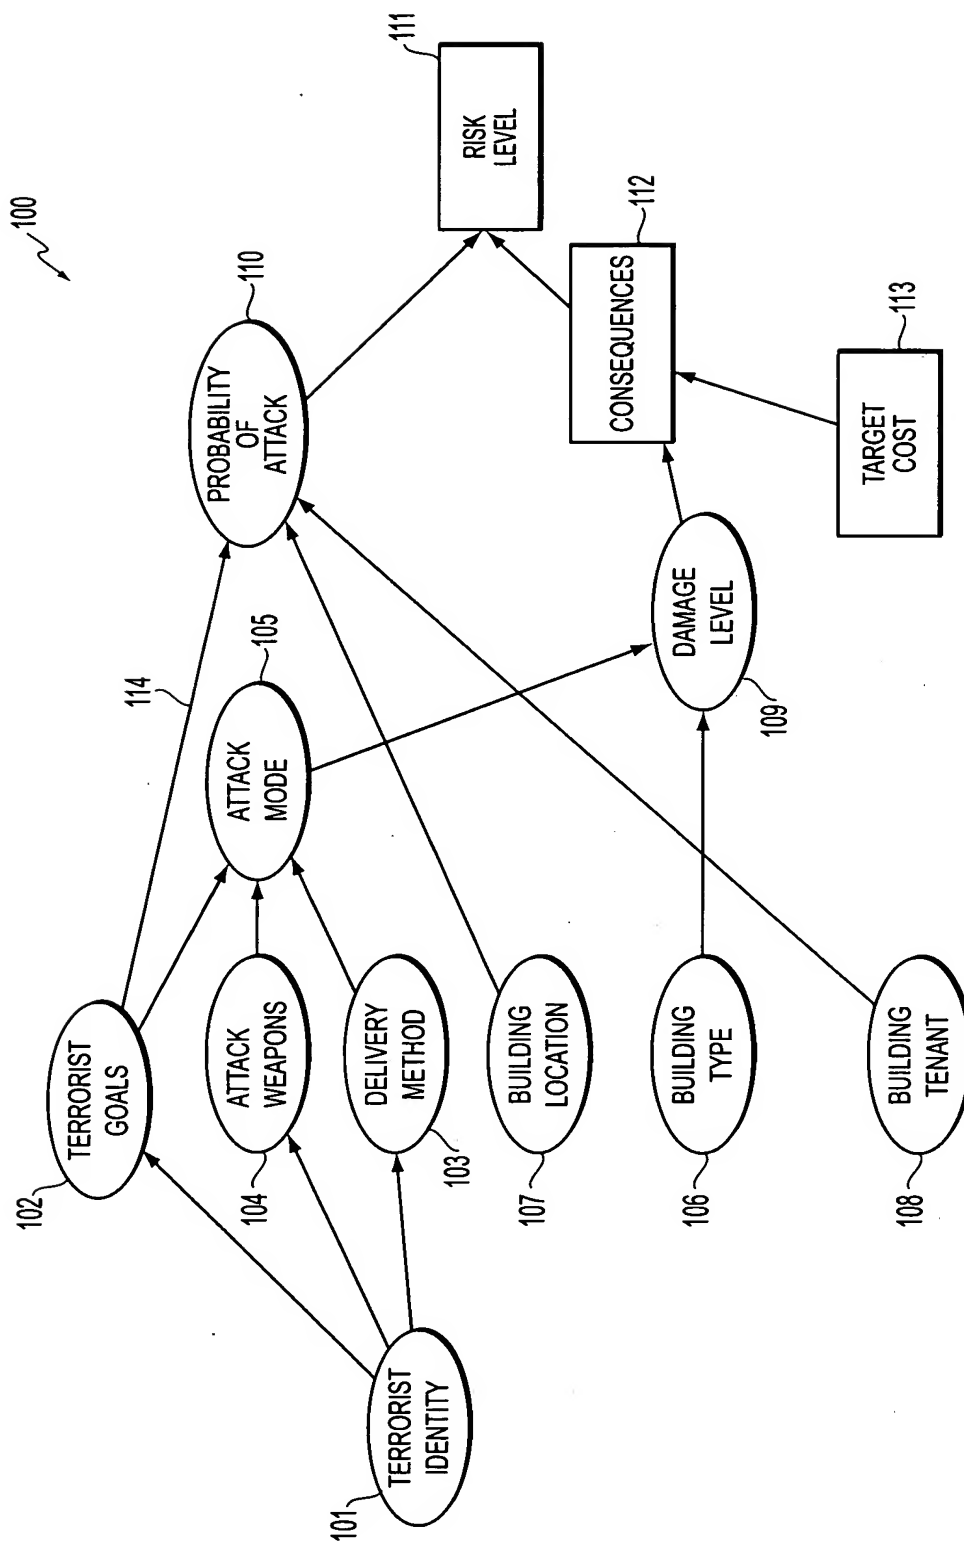 100
TERRORIST
GOALS
102
114
PROBABILITY
OF
ATTACK
110
ATTACK
MODE
105
RISK
LEVEL
111
ATTACK
WEAPONS
104
TERRORIST
IDENTITY
101
DELIVERY
METHOD
103
CONSEQUENCES
112
BUILDING
LOCATION
107
DAMAGE
LEVEL
109
BUILDING
TYPE
106
TARGET
COST
113
BUILDING
TENANT
108